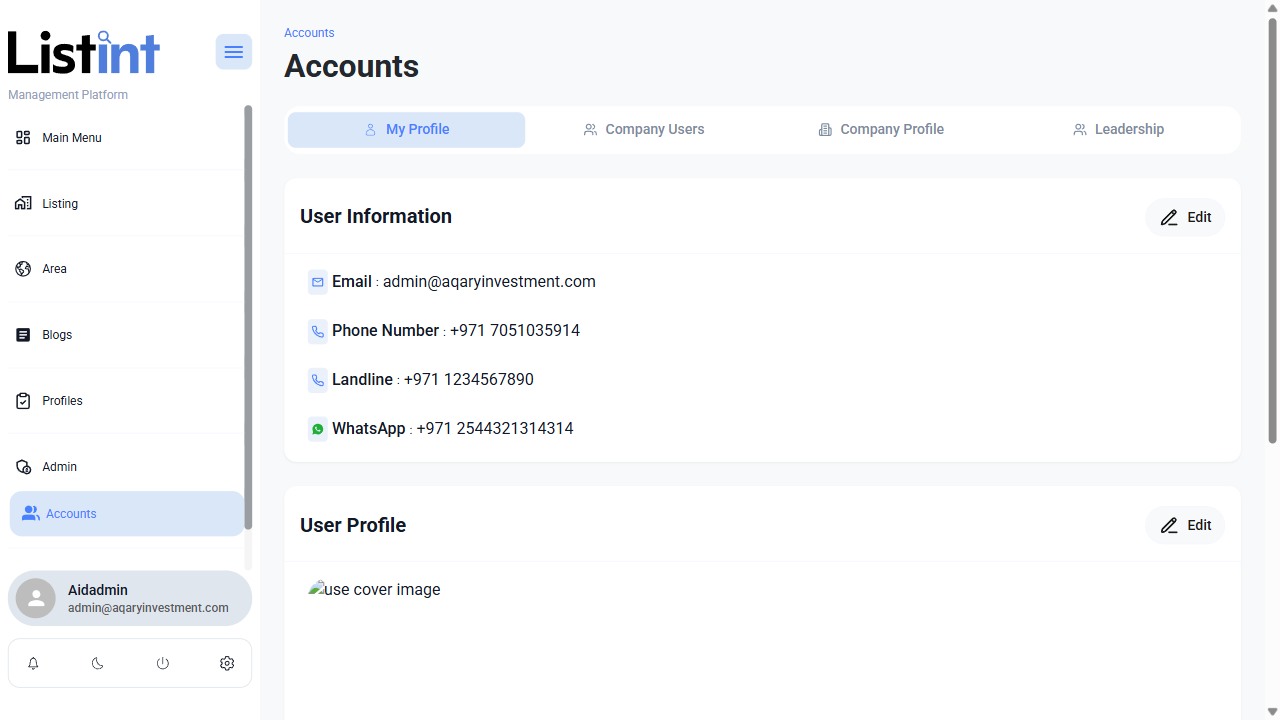 Listint
Management Platform
Main Menu
Listing
Area
Blogs
Profiles
Admin
Accounts
Aidadmin
admin@aqaryinvestment.com
Accounts
Accounts
My Profile
Company Users
Company Profile
Leadership
User Information
Edit
Email : admin@aqaryinvestment.com
Phone Number : +971 7051035914
Landline : +971 1234567890
WhatsApp : +971 2544321314314
User Profile
Edit
use cover image